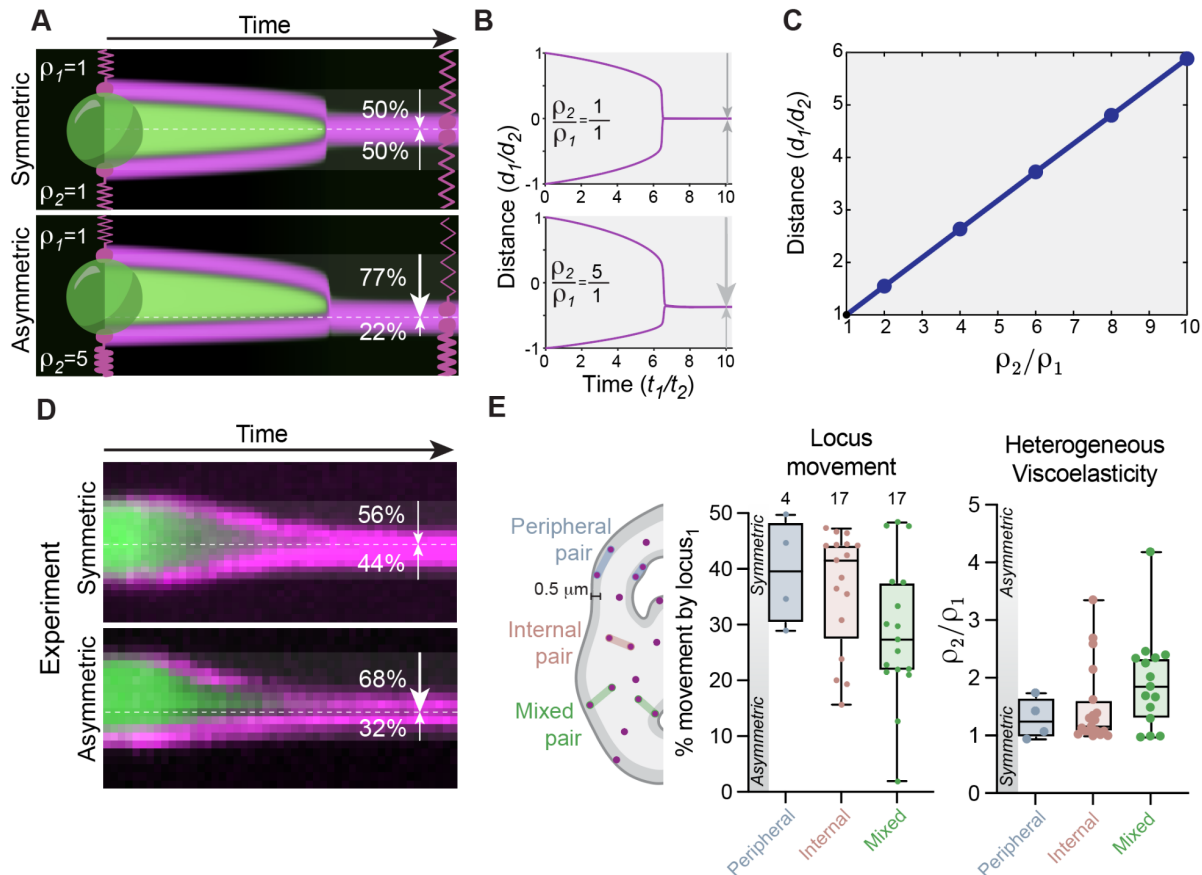 A
Time
Symmetric
ρ1=1
ρ2=1
50%
50%
Asymmetric
ρ1=1
ρ2=5
77%
22%
B
Distance (d1/d2)
1
0
-1
ρ2/ρ1 = 1/1
0 2 4 6 8 10
1
0
-1
ρ2/ρ1 = 5/1
0 2 4 6 8 10
Time (t1/t2)
C
Distance (d1/d2)
6
5
4
3
2
1
1 2 4 6 8 10
ρ2/ρ1
D
Time
Experiment
Symmetric
56%
44%
Asymmetric
68%
32%
E
Peripheral
pair
0.5 μm
Internal
pair
Mixed
pair
Locus
movement
4 17 17
% movement by locus1
50
40
30
20
10
0
Symmetric
Asymmetric
Peripheral
Internal
Mixed
Heterogeneous
Viscoelasticity
ρ2/ρ1
5
4
3
2
1
0
Asymmetric
Symmetric
Peripheral
Internal
Mixed